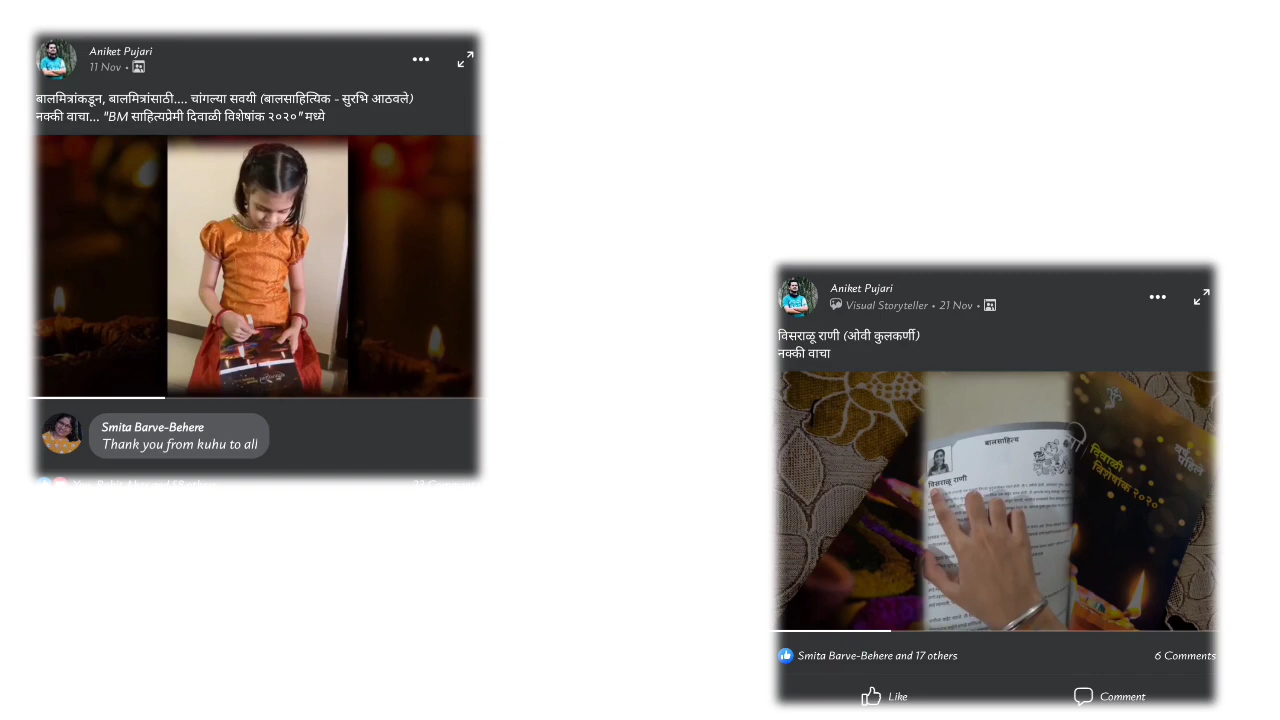 Aniket Pujari
11 Nov
बालमित्रांकडून, बालमित्रांसाठी.... चांगल्या सवयी (बालसाहित्यिक - सुरभि आठवले)
नक्की वाचा... "BM साहित्यप्रेमी दिवाळी विशेषांक २०२०" मध्ये
Smita Barve-Behere
Thank you from kuhu to all
Aniket Pujari
Visual Storyteller • 21 Nov
विसराळू राणी (ओवी कुलकर्णी)
नक्की वाचा
बालसाहित्य
विसराळू राणी
दिवाळी
विशेषांक २०२०
वर्ष
पहिले
Smita Barve-Behere and 17 others
6 Comments
Like
Comment